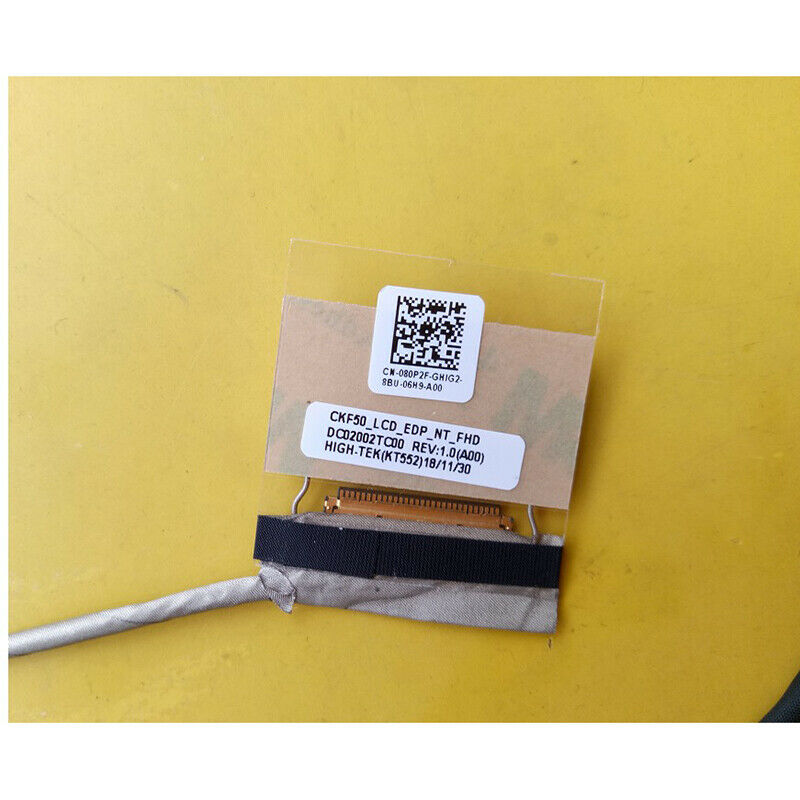 CN-080P2F-GHIG2-
8BU-06H9-A00
CKF50_LCD_EDP_NT_FHD
DC02002TC00 REV:1.0(A00)
HIGH-TEK(KT552)18/11/30